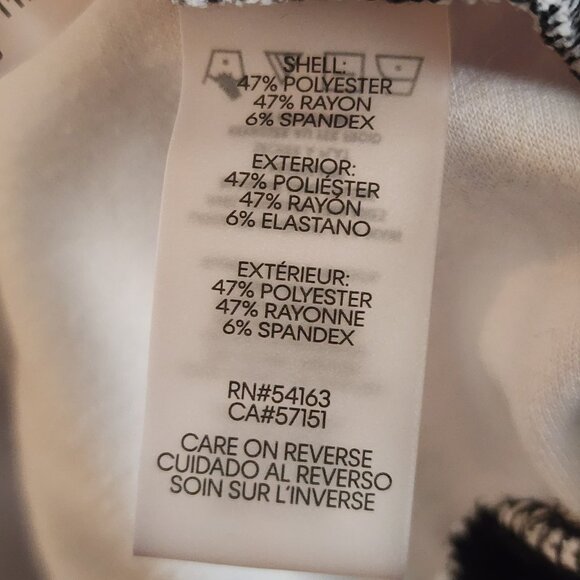 SHELL:
47% POLYESTER
47% RAYON
6% SPANDEX
EXTERIOR:
47% POLIÉSTER
47% RAYÓN
6% ELASTANO
EXTÉRIEUR:
47% POLYESTER
47% RAYONNE
6% SPANDEX
RN#54163
CA#57151
CARE ON REVERSE
CUIDADO AL REVERSO
SOIN SUR L'INVERSE